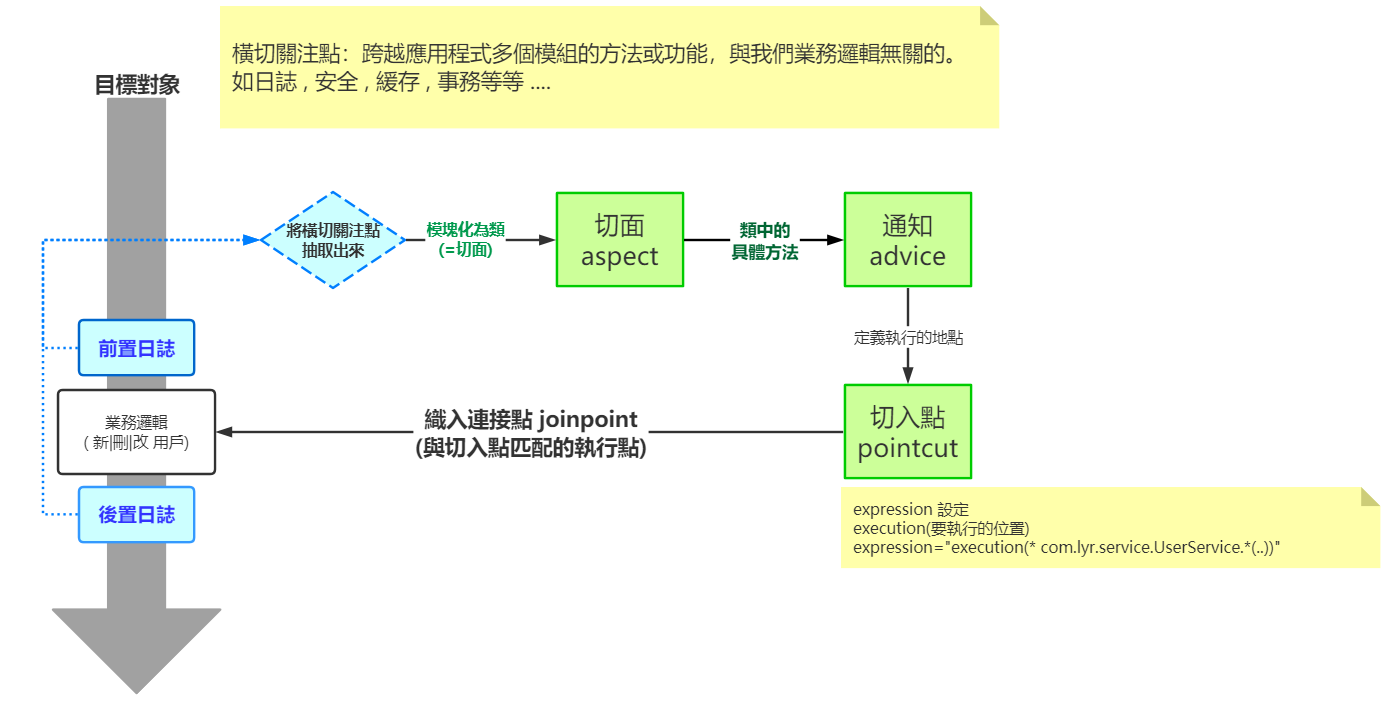 橫切關注點：跨越應用程式多個模組的方法或功能，與我們業務邏輯無關的。
如日誌 , 安全 , 緩存 , 事務等等 ....
目標對象
將橫切關注點
抽取出來
模塊化為類
(=切面)
切面
aspect
類中的
具體方法
通知
advice
定義執行的地點
前置日誌
業務邏輯
( 新|刪|改 用戶)
後置日誌
織入連接點 joinpoint
(與切入點匹配的執行點)
切入點
pointcut
expression 設定
execution(要執行的位置)
expression="execution(* com.lyr.service.UserService.*(..))"